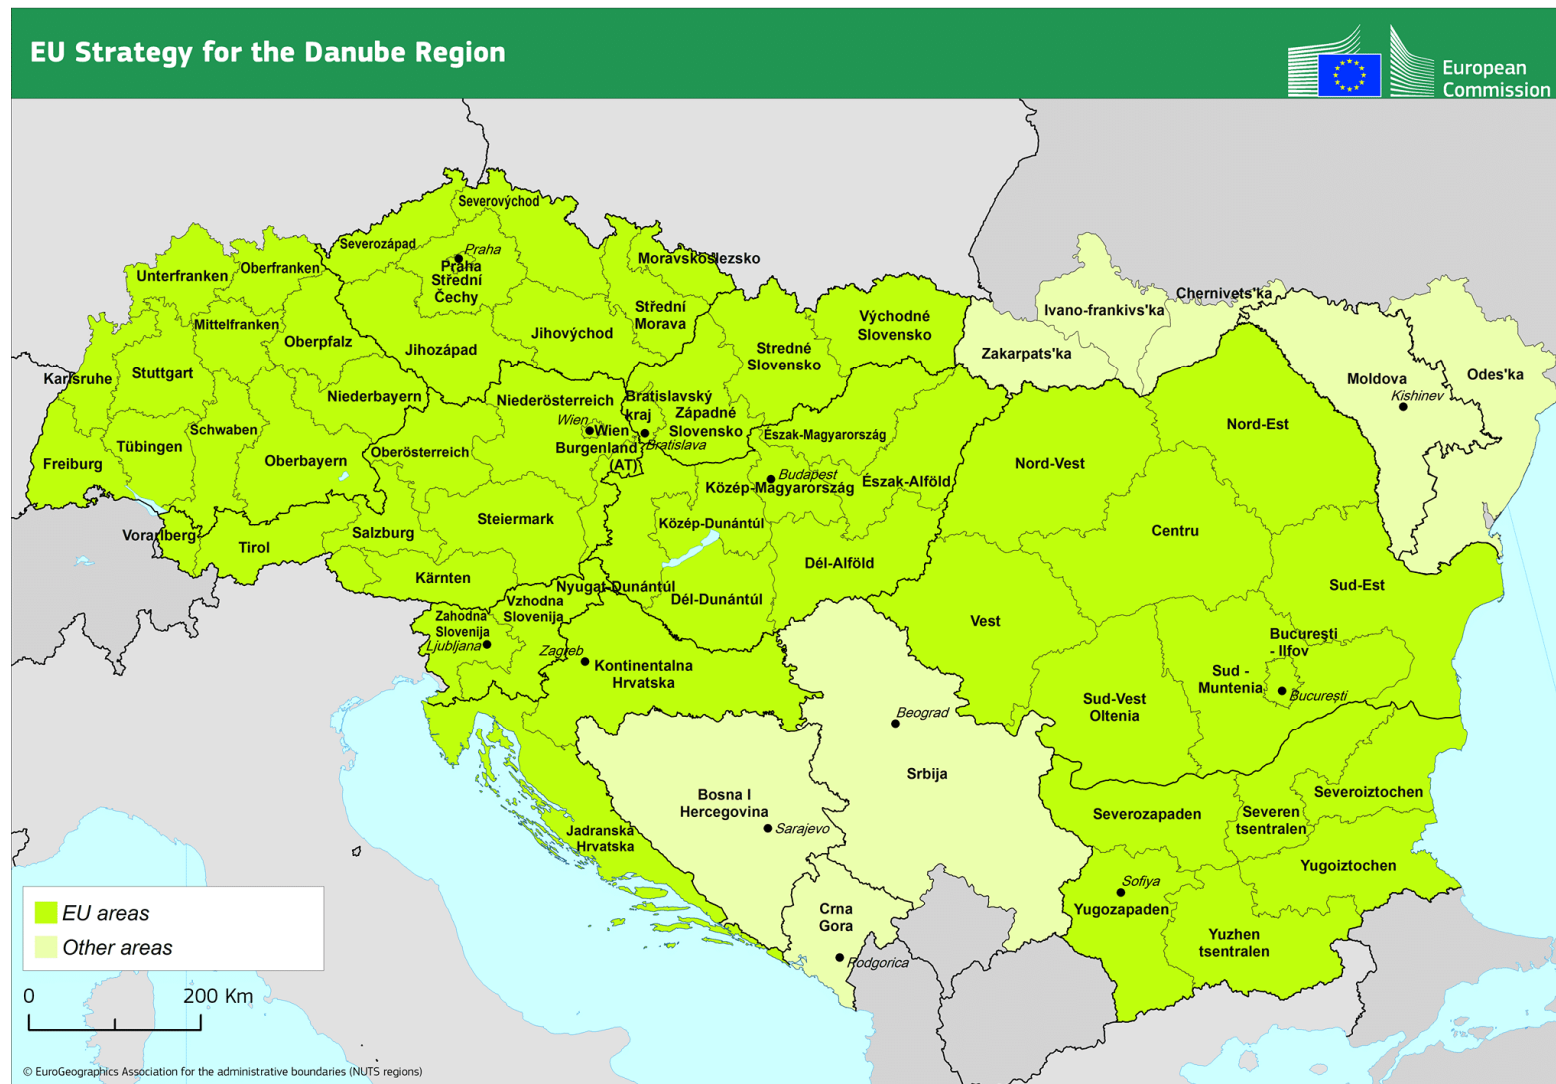 EU Strategy for the Danube Region
European
Commission
Severovýchod
Severozápad
Praha
Praha
Střední
Čechy
Moravskoslezsko
Unterfranken
Oberfranken
Mittelfranken
Oberpfalz
Jihozápad
Jihovýchod
Střední
Morava
Stredné
Slovensko
Východné
Slovensko
Zakarpats'ka
Ivano-frankivs'ka
Chernivets'ka
Moldova
Kishinev
Odes'ka
Karlsruhe
Stuttgart
Niederbayern
Niederösterreich
Wien
Wien
Bratislavský
kraj
Bratislava
Západné
Slovensko
Burgenland
(AT)
Észak-Magyarország
Nord-Est
Freiburg
Tübingen
Schwaben
Oberbayern
Oberösterreich
Budapest
Közép-Magyarország
Észak-Alföld
Nord-Vest
Centru
Vorarlberg
Tirol
Salzburg
Steiermark
Közép-Dunántúl
Dél-Alföld
Kärnten
Nyugat-Dunántúl
Dél-Dunántúl
Sud-Est
Vzhodna
Slovenija
Zahodna
Slovenija
Ljubljana
Zagreb
Kontinentalna
Hrvatska
Vest
Bucureşti
- Ilfov
Bucureşti
Sud -
Muntenia
Sud-Vest
Oltenia
Beograd
Srbija
Bosna I
Hercegovina
Sarajevo
Jadranska
Hrvatska
Severozapaden
Severen
tsentralen
Severoiztochen
Yugoiztochen
Sofiya
Yugozapaden
Yuzhen
tsentralen
Crna
Gora
Podgorica
EU areas
Other areas
0 200 Km
© EuroGeographics Association for the administrative boundaries (NUTS regions)